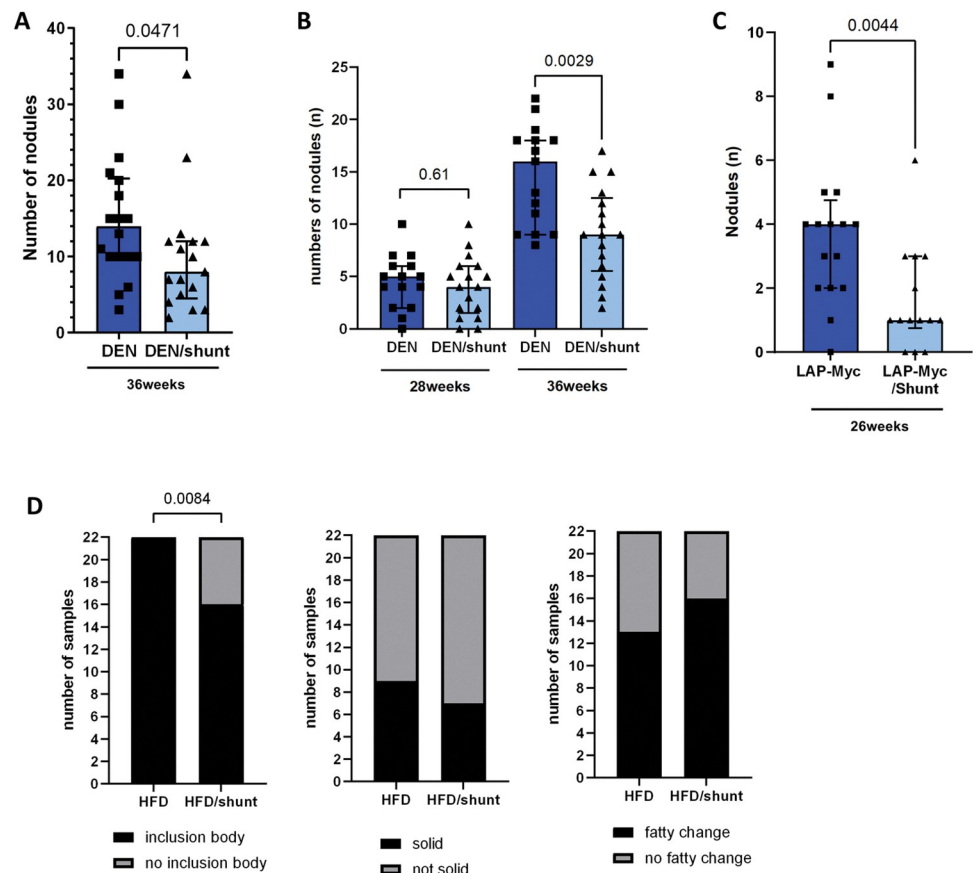 A
0.0471
Number of nodules
40
30
20
10
0
DEN DEN/shunt
36weeks
B
0.0029
0.61
numbers of nodules (n)
25
20
15
10
5
0
DEN DEN/shunt DEN DEN/shunt
28weeks 36weeks
C
0.0044
Nodules (n)
10
8
6
4
2
0
LAP-Myc LAP-Myc
/Shunt
26weeks
D
0.0084
number of samples
22
20
18
16
14
12
10
8
6
4
2
0
HFD HFD/shunt
inclusion body
no inclusion body
number of samples
22
20
18
16
14
12
10
8
6
4
2
0
HFD HFD/shunt
solid
not solid
number of samples
22
20
18
16
14
12
10
8
6
4
2
0
HFD HFD/shunt
fatty change
no fatty change